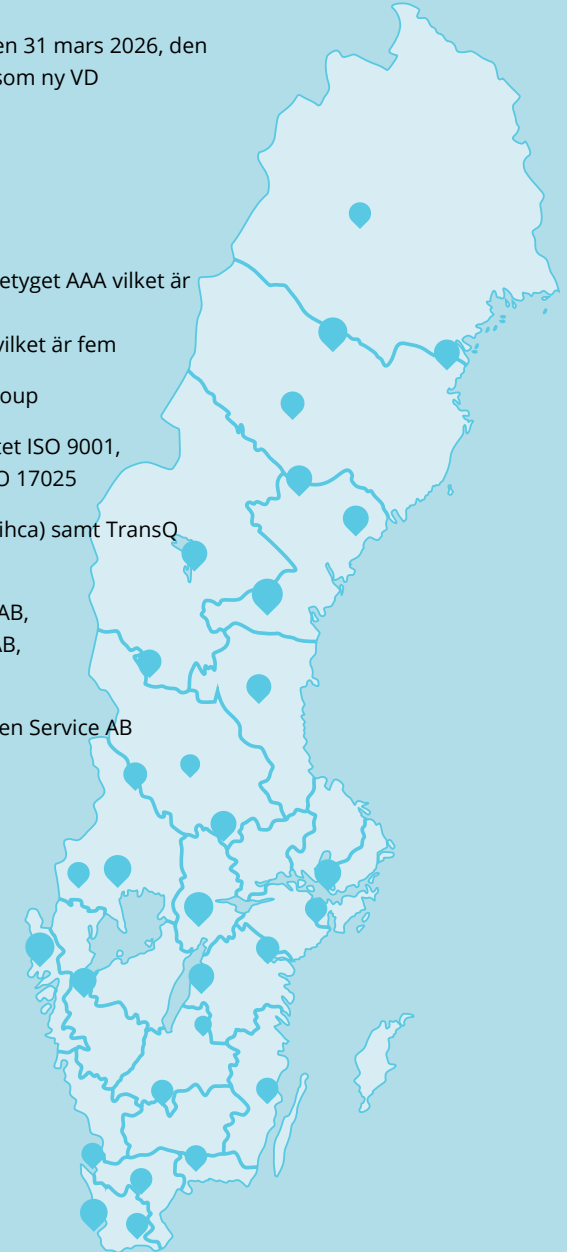 en 31 mars 2026, den
som ny VD
etyget AAA vilket är
vilket är fem
oup
tet ISO 9001,
O 17025
ihca) samt TransQ
AB,
AB,
en Service AB